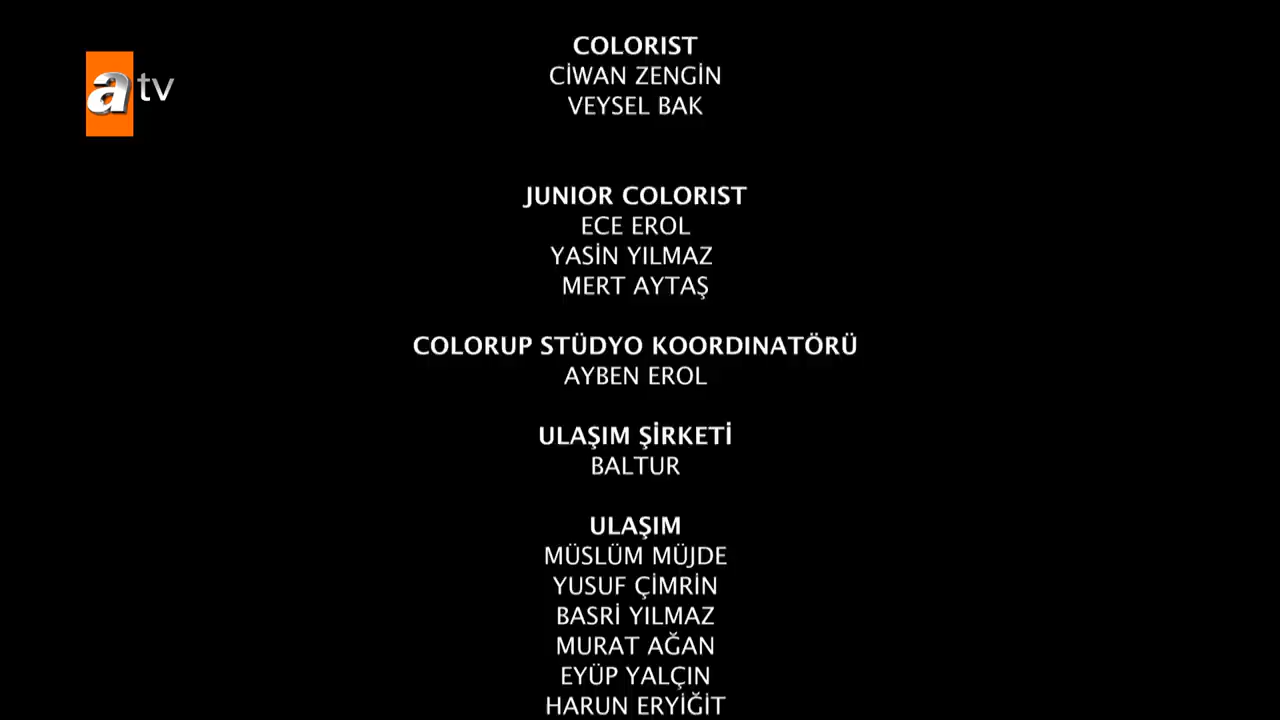 atv
COLORIST
CİWAN ZENGİN
VEYSEL BAK
JUNIOR COLORIST
ECE EROL
YASİN YILMAZ
MERT AYTAŞ
COLORUP STÜDYO KOORDINATÖRÜ
AYBEN EROL
ULAŞIM ŞİRKETİ
BALTUR
ULAŞIM
MÜSLÜM MÜJDE
YUSUF ÇİMRİN
BASRİ YILMAZ
MURAT AĞAN
EYÜP YALÇIN
HARUN ERYİĞİT